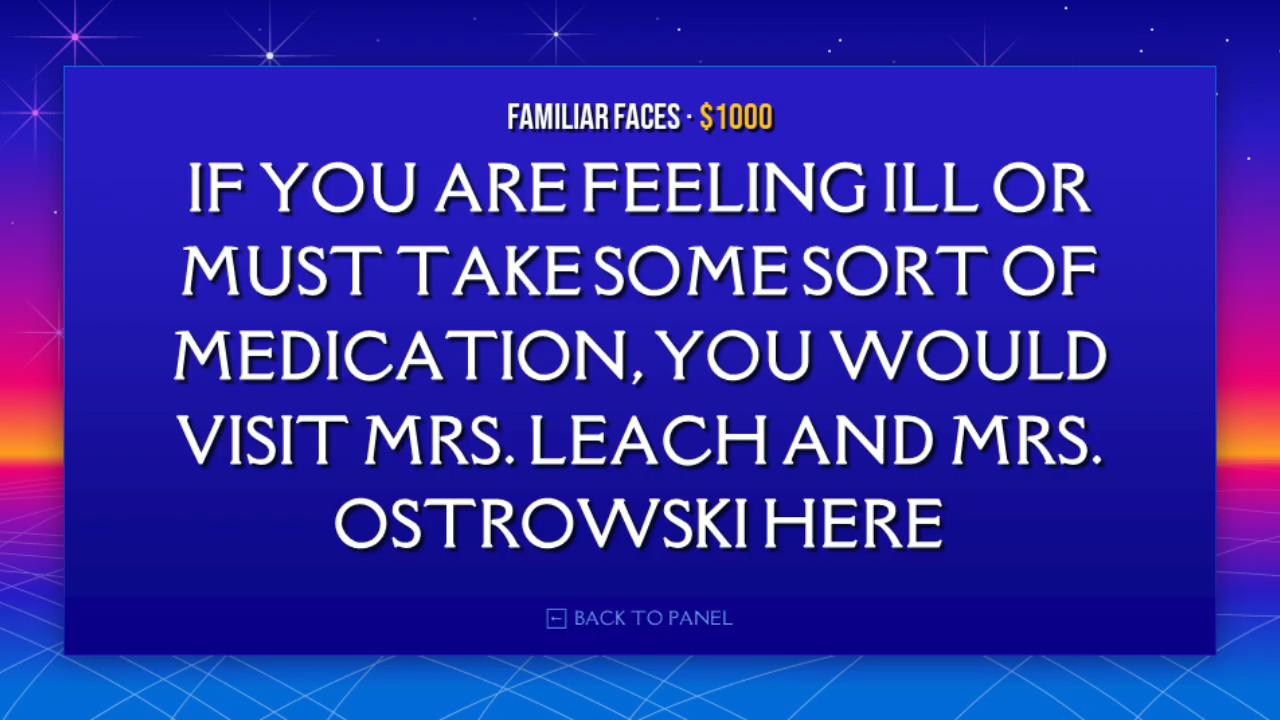 FAMILIAR FACES · $1000
IF YOU ARE FEELING ILL OR
MUST TAKE SOME SORT OF
MEDICATION, YOU WOULD
VISIT MRS. LEACH AND MRS.
OSTROWSKI HERE
← BACK TO PANEL